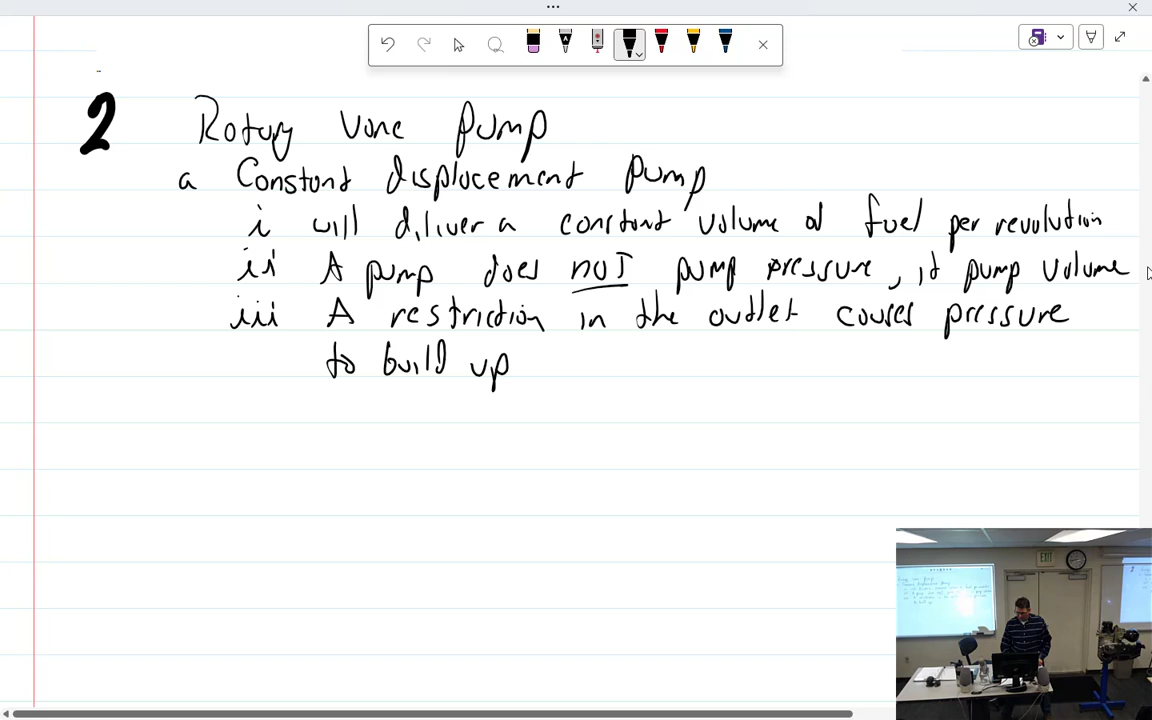 2 Rotary Vane Pump
a Constant displacement Pump
i will deliver a constant volume of fuel per revolution
ii A pump does NOT pump pressure, it pump volume
iii A restriction in the outlet causes pressure
to build up
EXIT